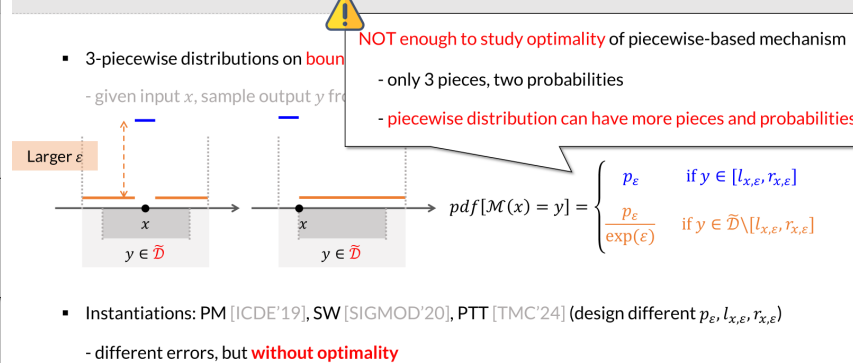 NOT enough to study optimality of piecewise-based mechanism
- only 3 pieces, two probabilities
- piecewise distribution can have more pieces and probabilities
▪ 3-piecewise distributions on boun
- given input x, sample output y fro
Larger ε
x
y ∈ 𝒟̃
x
y ∈ 𝒟̃
pdf[ℳ(x) = y] = { p_ε if y ∈ [l_{x,ε}, r_{x,ε}]
p_ε / exp(ε) if y ∈ 𝒟̃\[l_{x,ε}, r_{x,ε}]
▪ Instantiations: PM [ICDE'19], SW [SIGMOD'20], PTT [TMC'24] (design different p_ε, l_{x,ε}, r_{x,ε})
- different errors, but without optimality